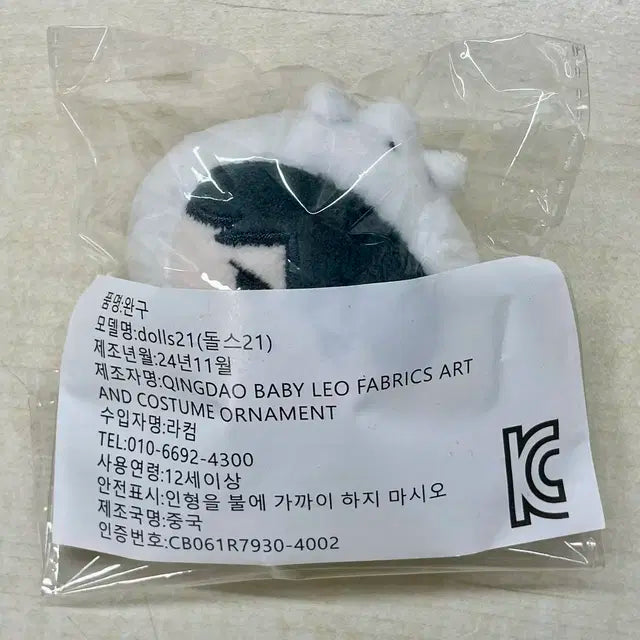 품명:완구
모델명:dolls21(돌스21)
제조년월:24년11월
제조자명:QINGDAO BABY LEO FABRICS ART
AND COSTUME ORNAMENT
수입자명:라컴
TEL:010-6692-4300
사용연령:12세이상
안전표시:인형을 불에 가까이 하지 마시오
제조국명:중국
인증번호:CB061R7930-4002
KC